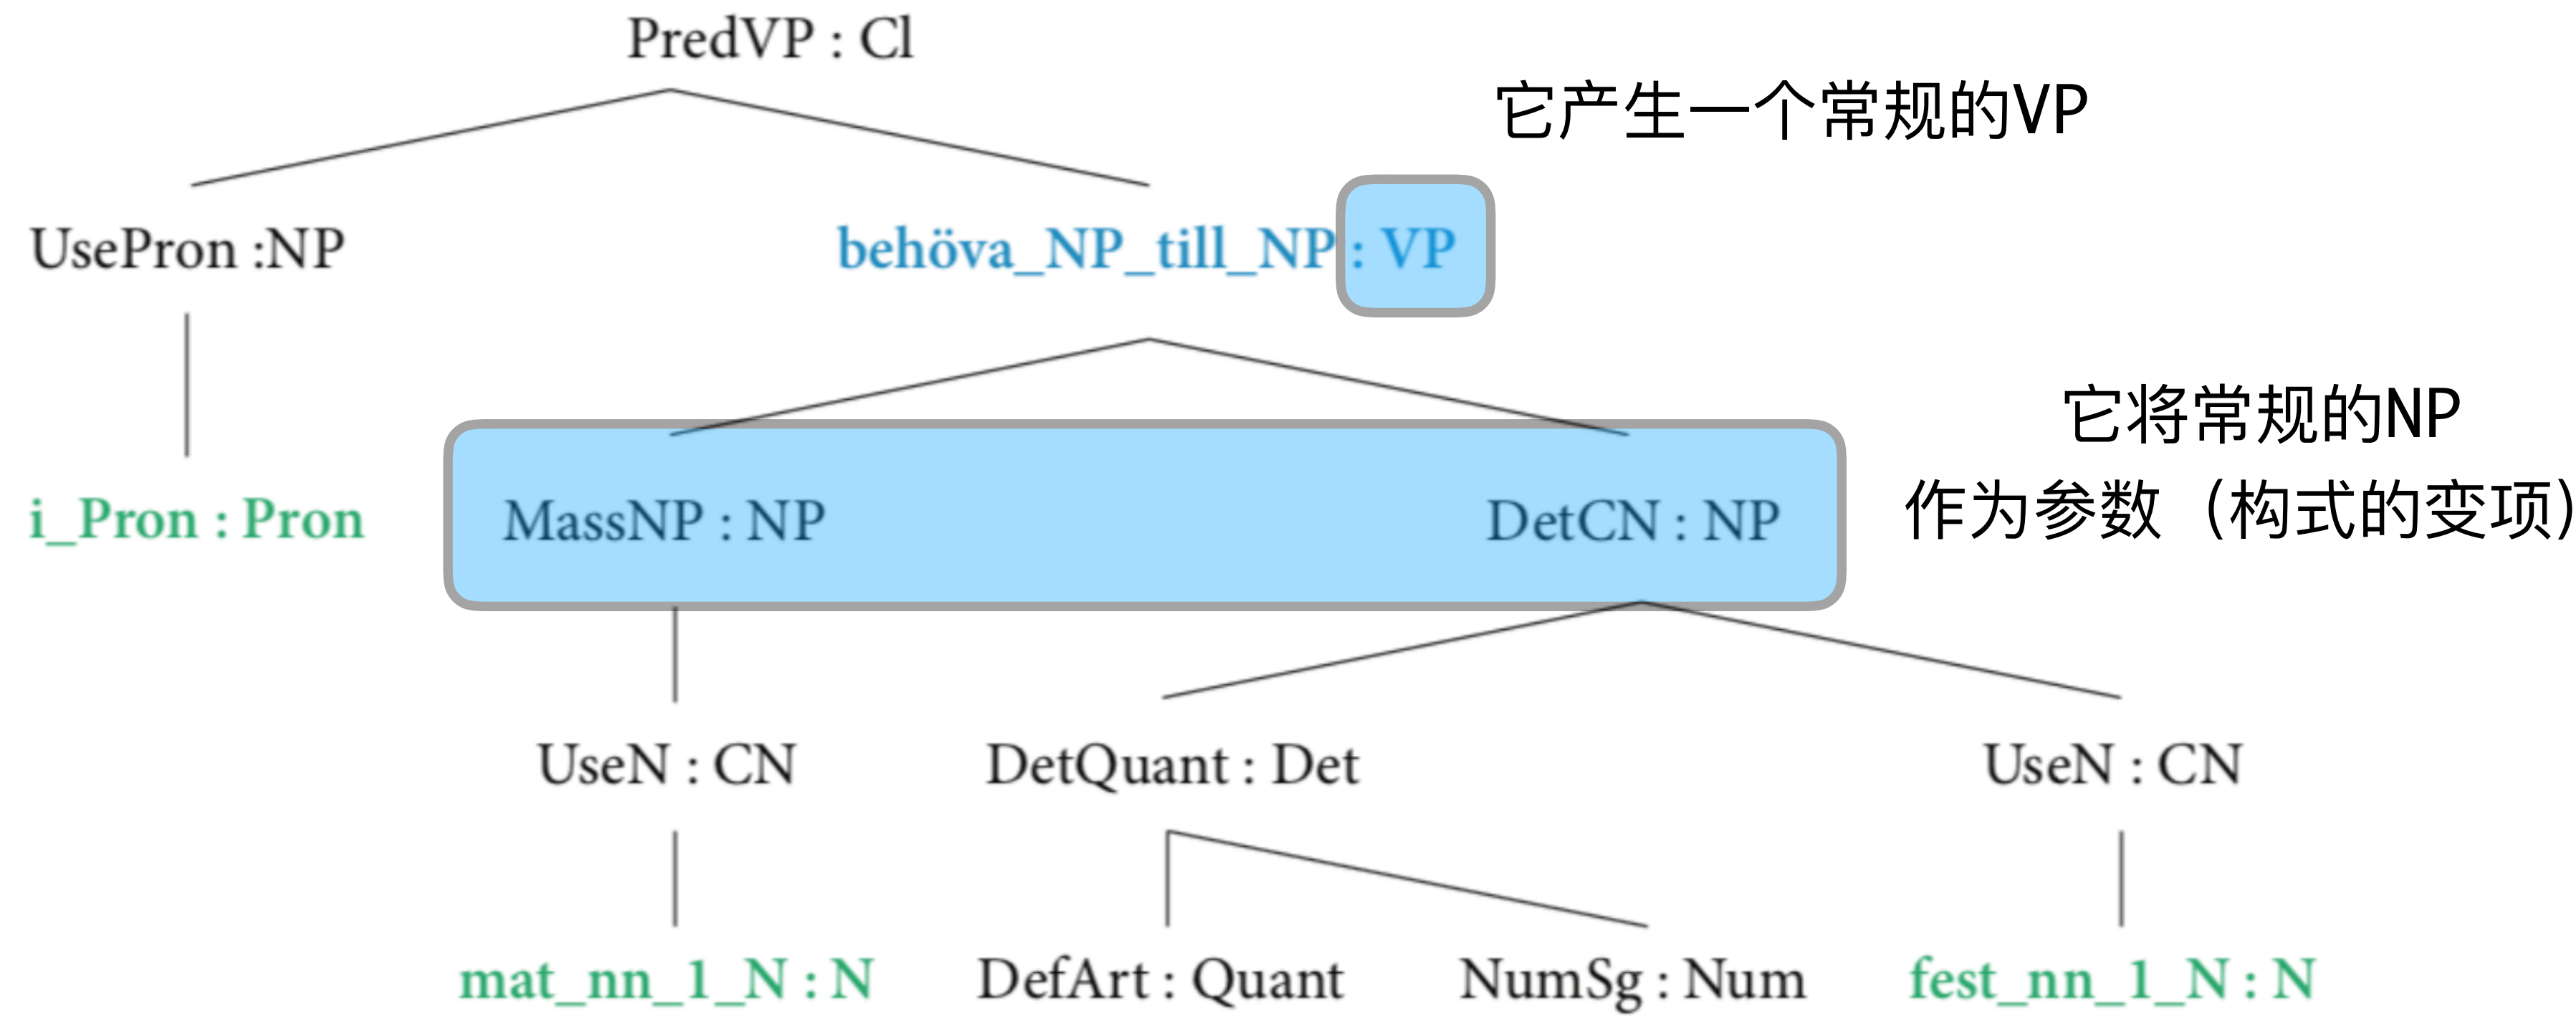 PredVP : Cl
它产生一个常规的VP
UsePron :NP
behöva_NP_till_NP : VP
它将常规的NP
作为参数（构式的变项)
i_Pron : Pron
MassNP : NP
DetCN : NP
UseN : CN
DetQuant : Det
UseN : CN
mat_nn_1_N : N
DefArt : Quant
NumSg : Num
fest_nn_1_N : N